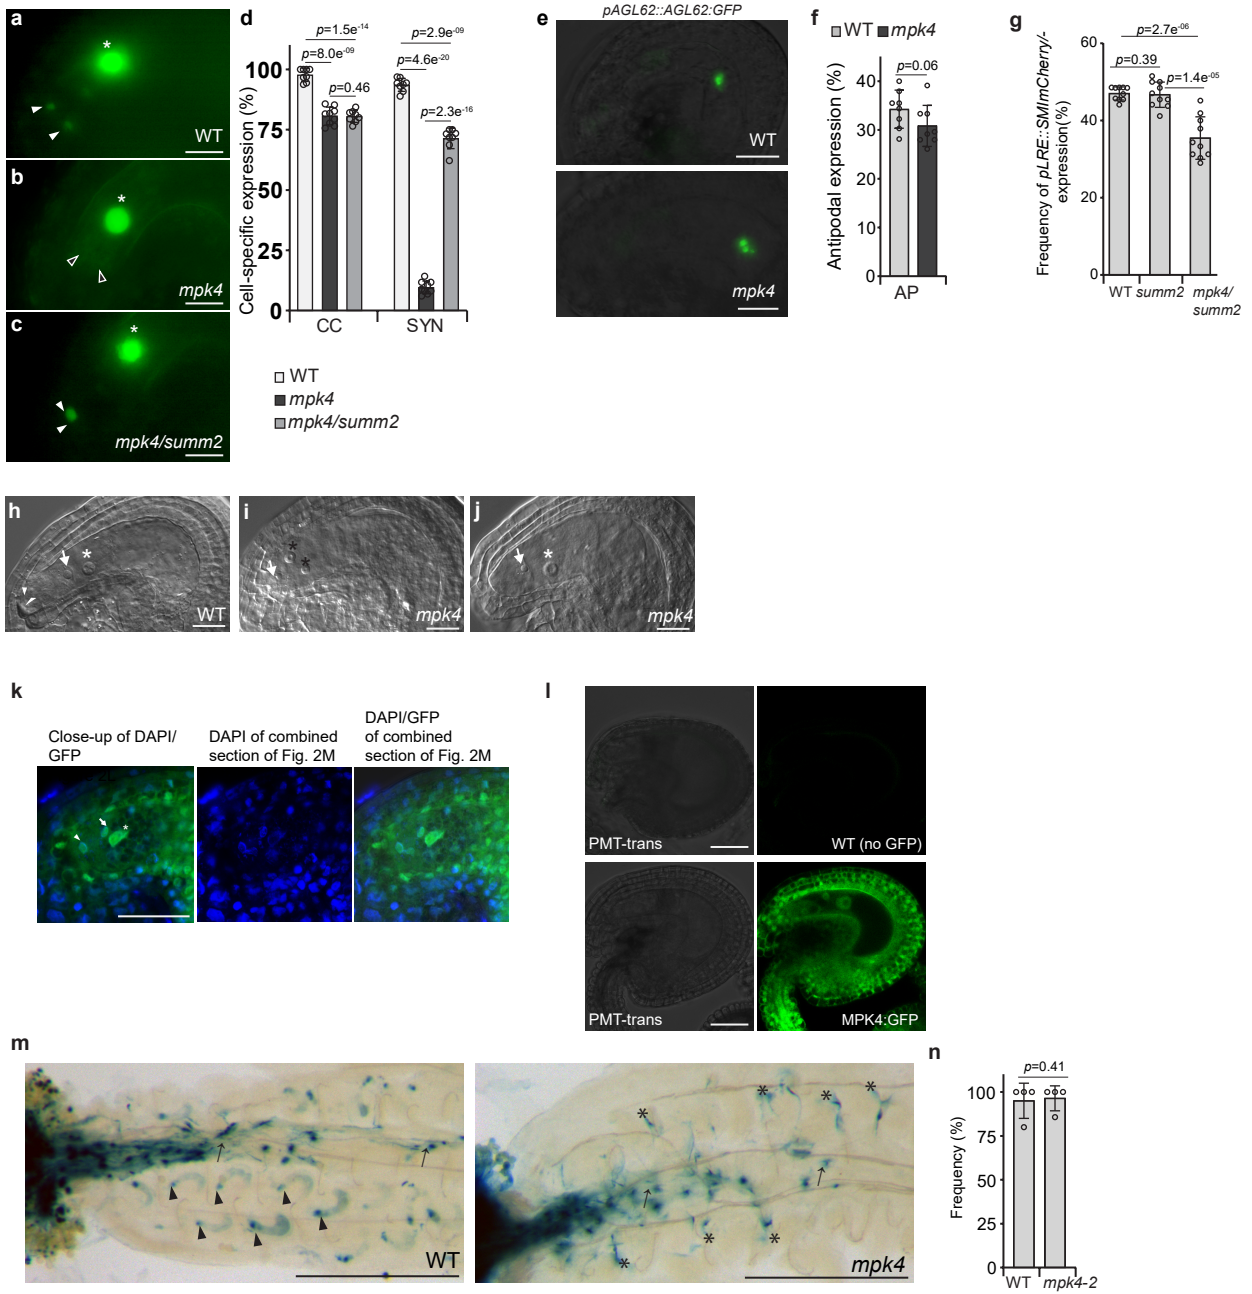 a
*
WT
b
*
mpk4
c
*
mpk4/summ2
d
p=1.5e-14
p=8.0e-09
p=0.46
p=2.9e-09
p=4.6e-20
p=2.3e-16
Cell-specific expression (%)
100
75
50
25
0
CC
SYN
WT
mpk4
mpk4/summ2
e
pAGL62::AGL62:GFP
WT
mpk4
f
WT
mpk4
p=0.06
Antipodal expression (%)
40
30
20
10
0
AP
g
p=2.7e-06
p=0.39
p=1.4e-05
Frequency of pLRE::SMlmCherry/-
expression(%)
60
40
20
0
WT
summ2
mpk4/
summ2
h
*
WT
i
* *
mpk4
j
*
mpk4
k
Close-up of DAPI/
GFP
DAPI of combined
section of Fig. 2M
DAPI/GFP
of combined
section of Fig. 2M
*
l
PMT-trans
WT (no GFP)
PMT-trans
MPK4:GFP
m
WT
* * * *
* * *
mpk4
n
p=0.41
Frequency (%)
100
75
50
25
0
WT
mpk4-2